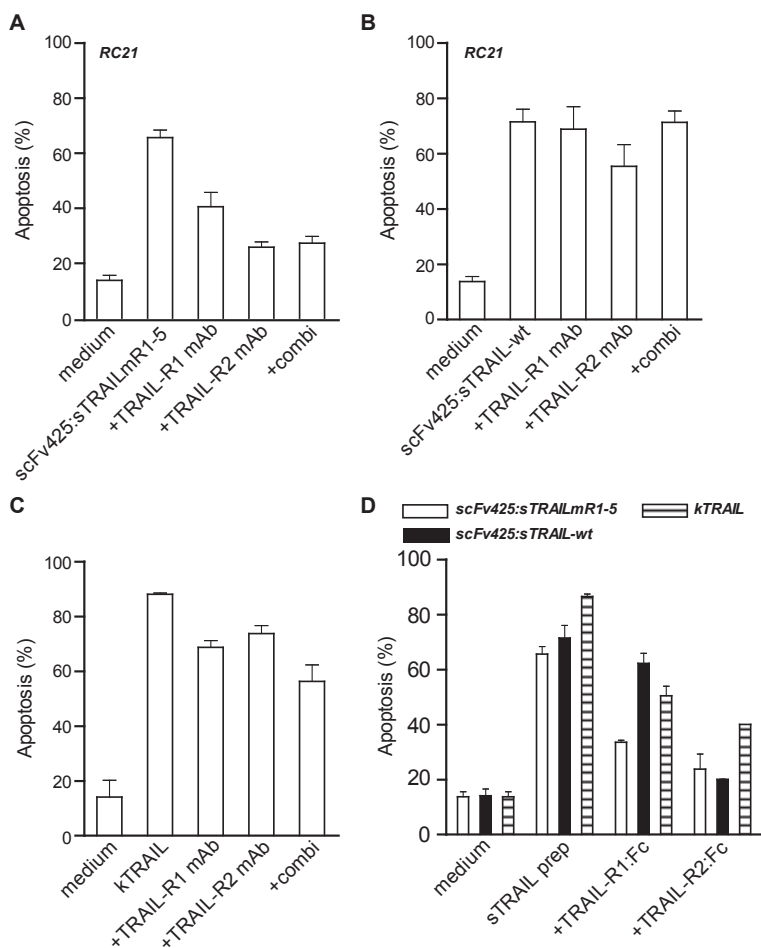 A
RC21
Apoptosis (%)
100
80
60
40
20
0
medium
scFv425:sTRAILmR1-5
+TRAIL-R1 mAb
+TRAIL-R2 mAb
+combi
B
RC21
Apoptosis (%)
100
80
60
40
20
0
medium
scFv425:sTRAIL-wt
+TRAIL-R1 mAb
+TRAIL-R2 mAb
+combi
C
Apoptosis (%)
100
80
60
40
20
0
medium
kTRAIL
+TRAIL-R1 mAb
+TRAIL-R2 mAb
+combi
D
scFv425:sTRAILmR1-5
kTRAIL
scFv425:sTRAIL-wt
Apoptosis (%)
100
80
60
40
20
0
medium
sTRAIL prep
+TRAIL-R1:Fc
+TRAIL-R2:Fc